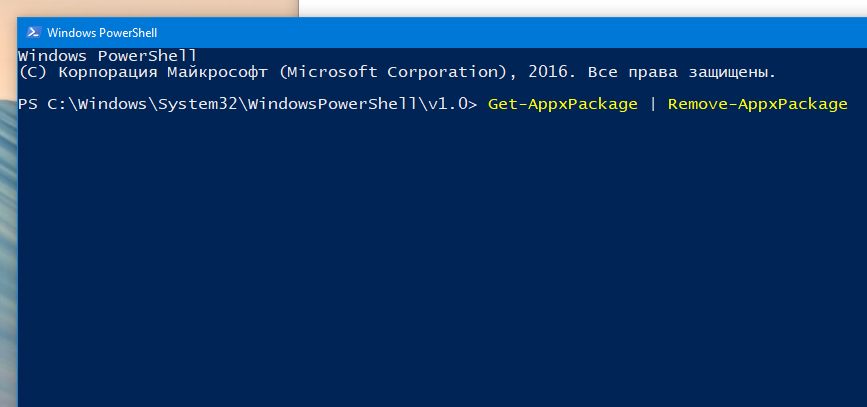 Windows PowerShell
Windows PowerShell
(C) Корпорация Майкрософт (Microsoft Corporation), 2016. Все права защищены.
PS C:\Windows\System32\WindowsPowerShell\v1.0> Get-AppxPackage | Remove-AppxPackage